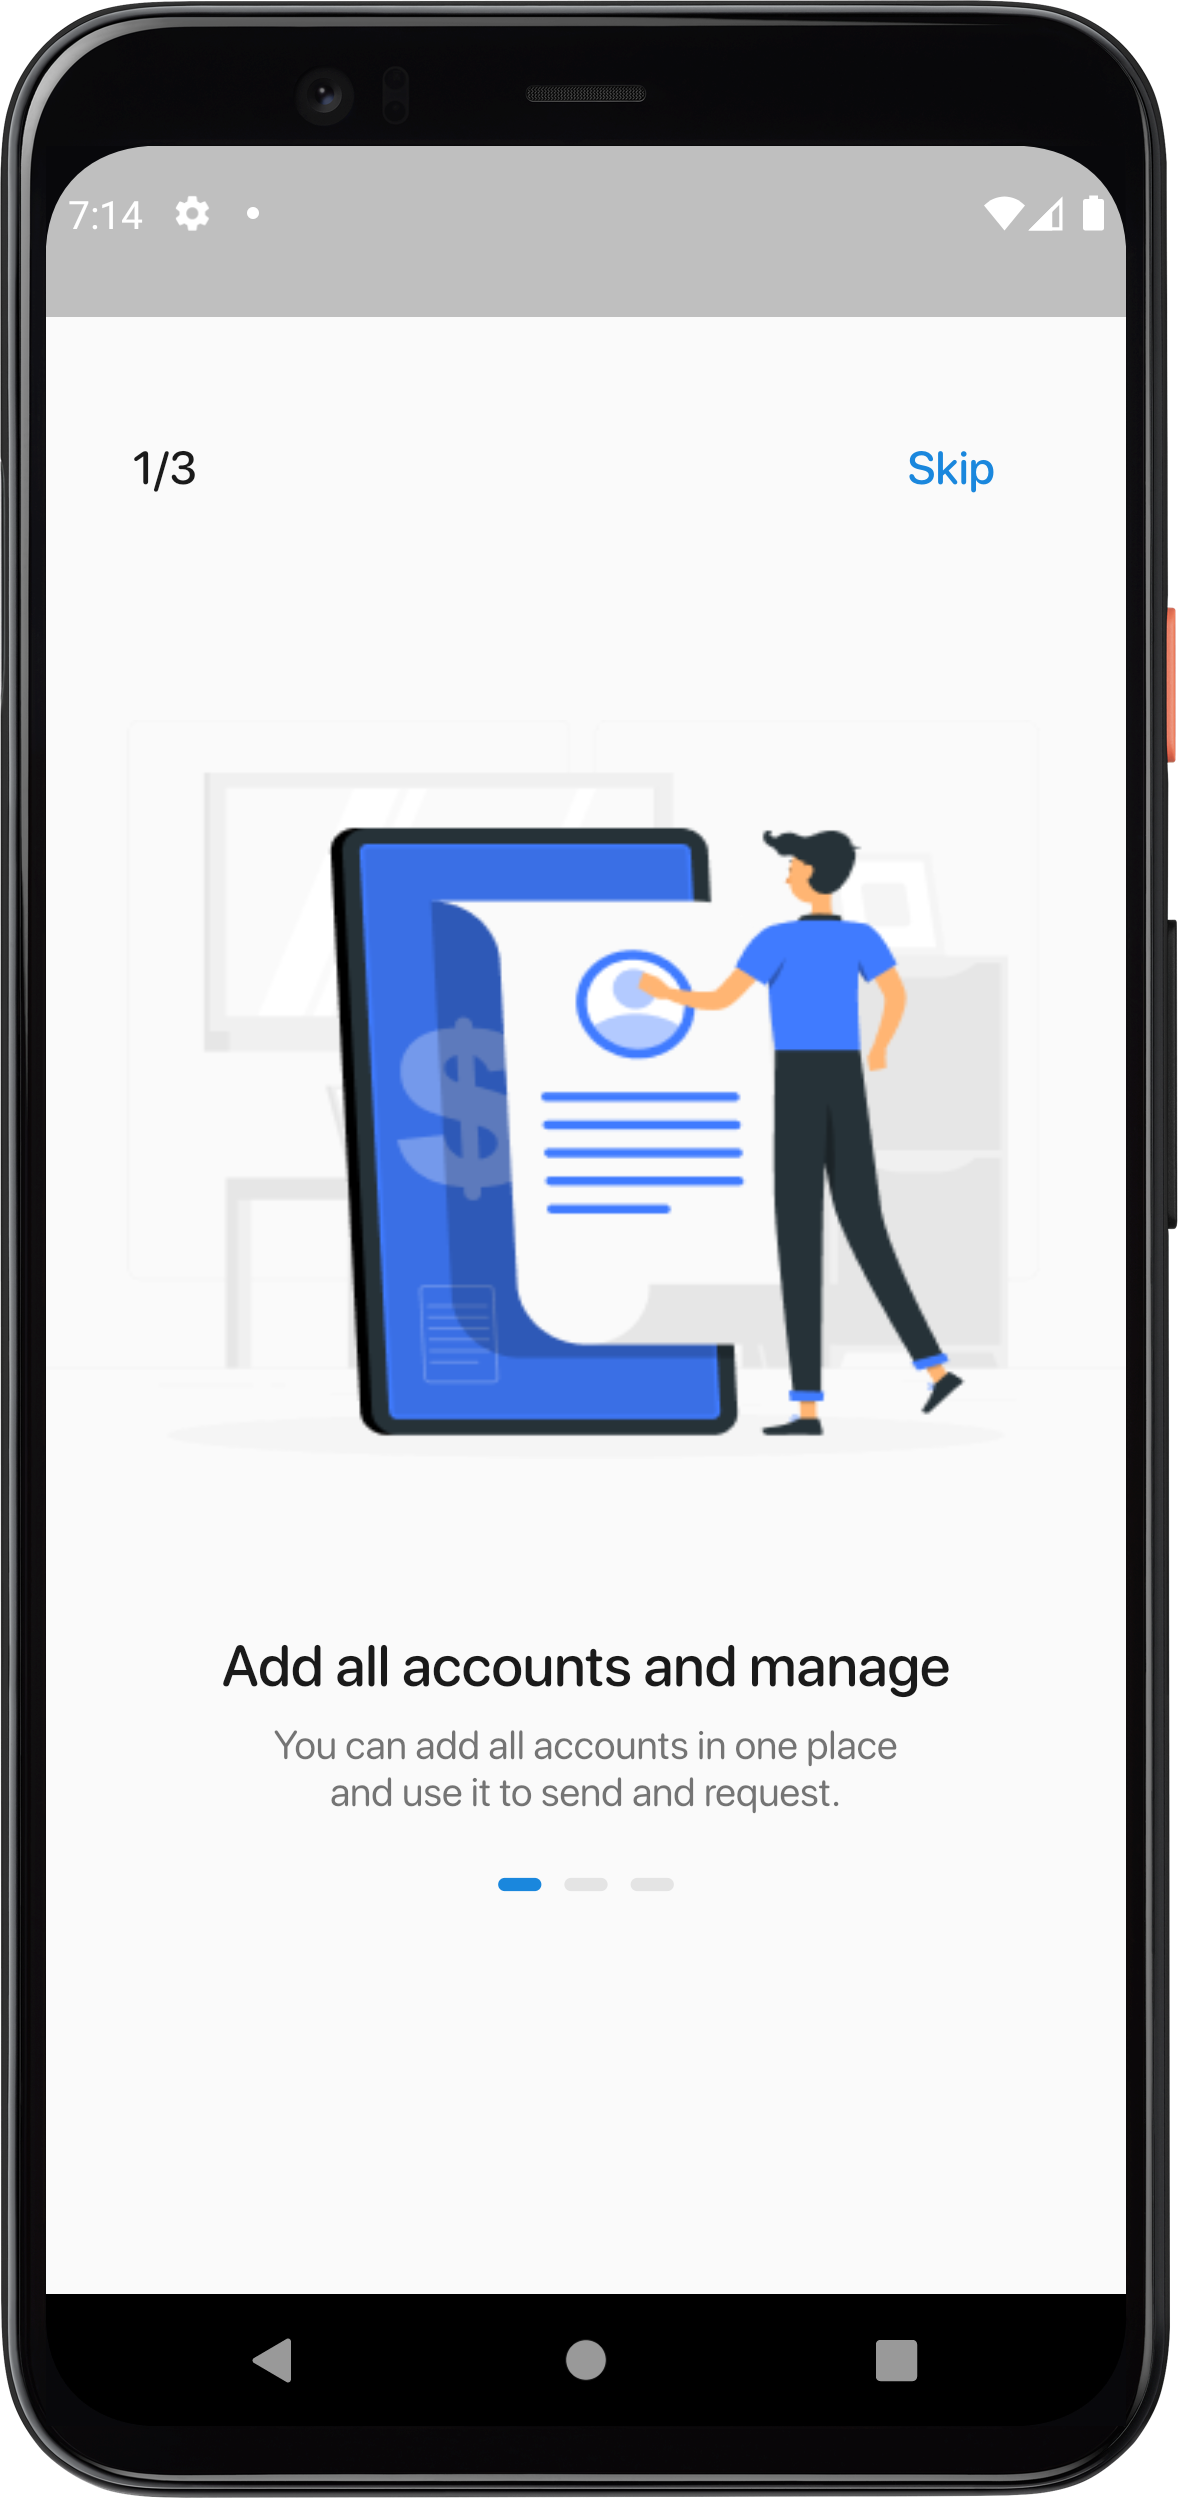 7:14
1/3
Skip
$
Add all accounts and manage
You can add all accounts in one place
and use it to send and request.